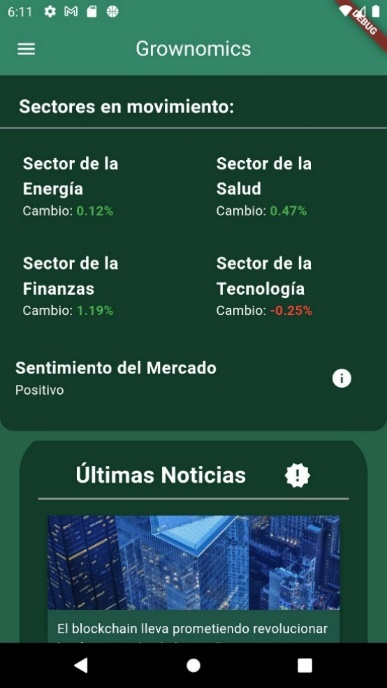 6:11
DEBUG
Grownomics
Sectores en movimiento:
Sector de la
Energía
Cambio: 0.12%
Sector de la
Salud
Cambio: 0.47%
Sector de la
Finanzas
Cambio: 1.19%
Sector de la
Tecnología
Cambio: -0.25%
Sentimiento del Mercado
Positivo
Últimas Noticias
El blockchain lleva prometiendo revolucionar